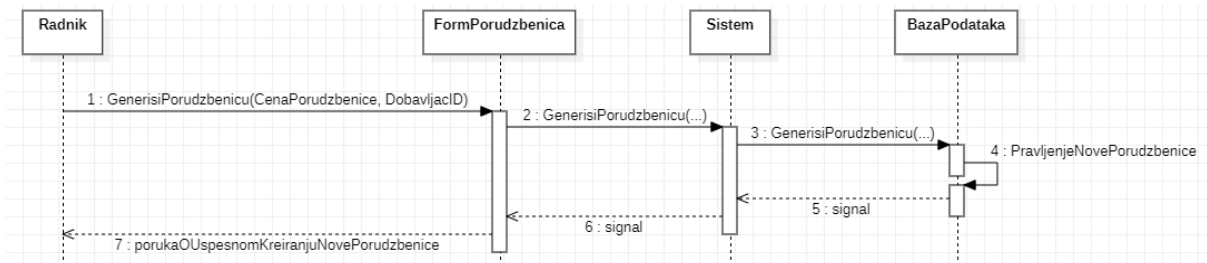 Radnik
FormPorudzbenica
Sistem
BazaPodataka
1 : GenerisiPorudzbenicu(CenaPorudzbenice, DobavljacID)
2 : GenerisiPorudzbenicu(...)
3 : GenerisiPorudzbenicu(...)
4 : PravljenjeNovePorudzbenice
5 : signal
6 : signal
7 : porukaOUspesnomKreiranjuNovePorudzbenice